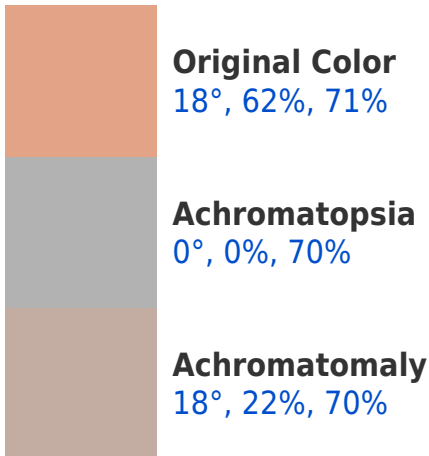 Original Color
18°, 62%, 71%
Achromatopsia
0°, 0%, 70%
Achromatomaly
18°, 22%, 70%